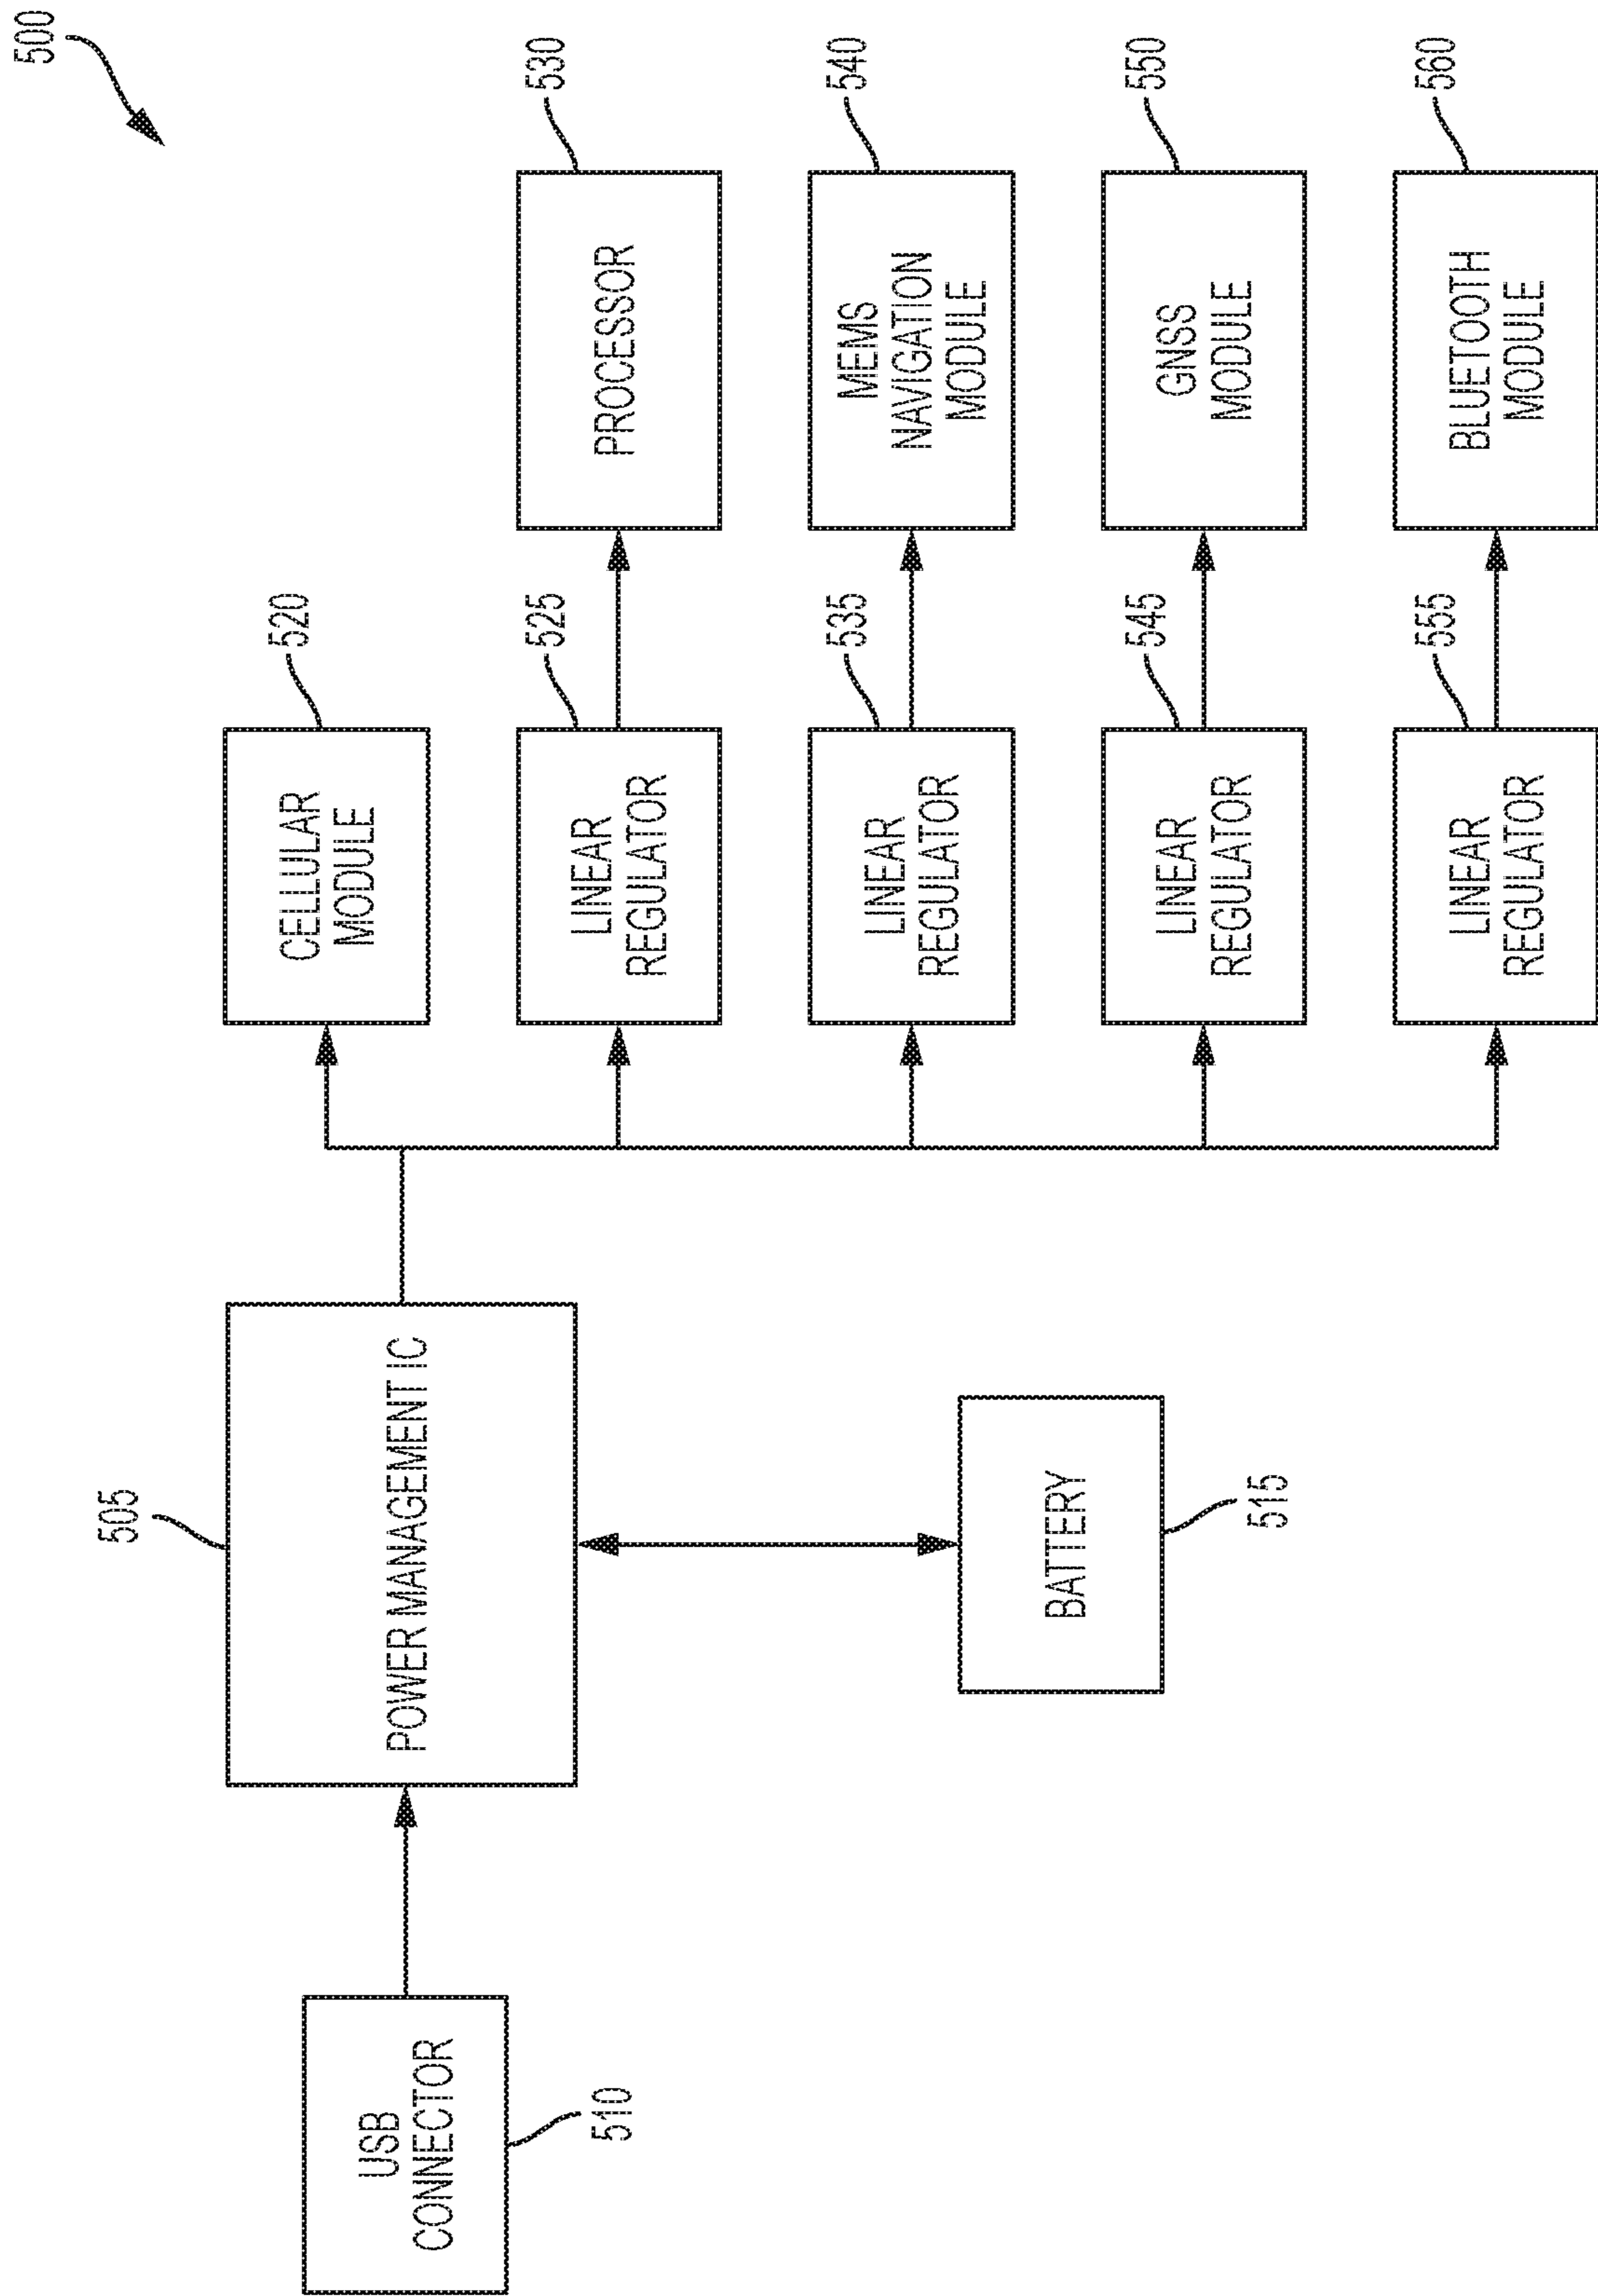 500
505
POWER MANAGEMENT IC
USB
CONNECTOR
510
BATTERY
515
520
CELLULAR
MODULE
525
LINEAR
REGULATOR
530
PROCESSOR
535
LINEAR
REGULATOR
540
MEMS
NAVIGATION
MODULE
545
LINEAR
REGULATOR
550
GNSS
MODULE
555
LINEAR
REGULATOR
560
BLUETOOTH
MODULE